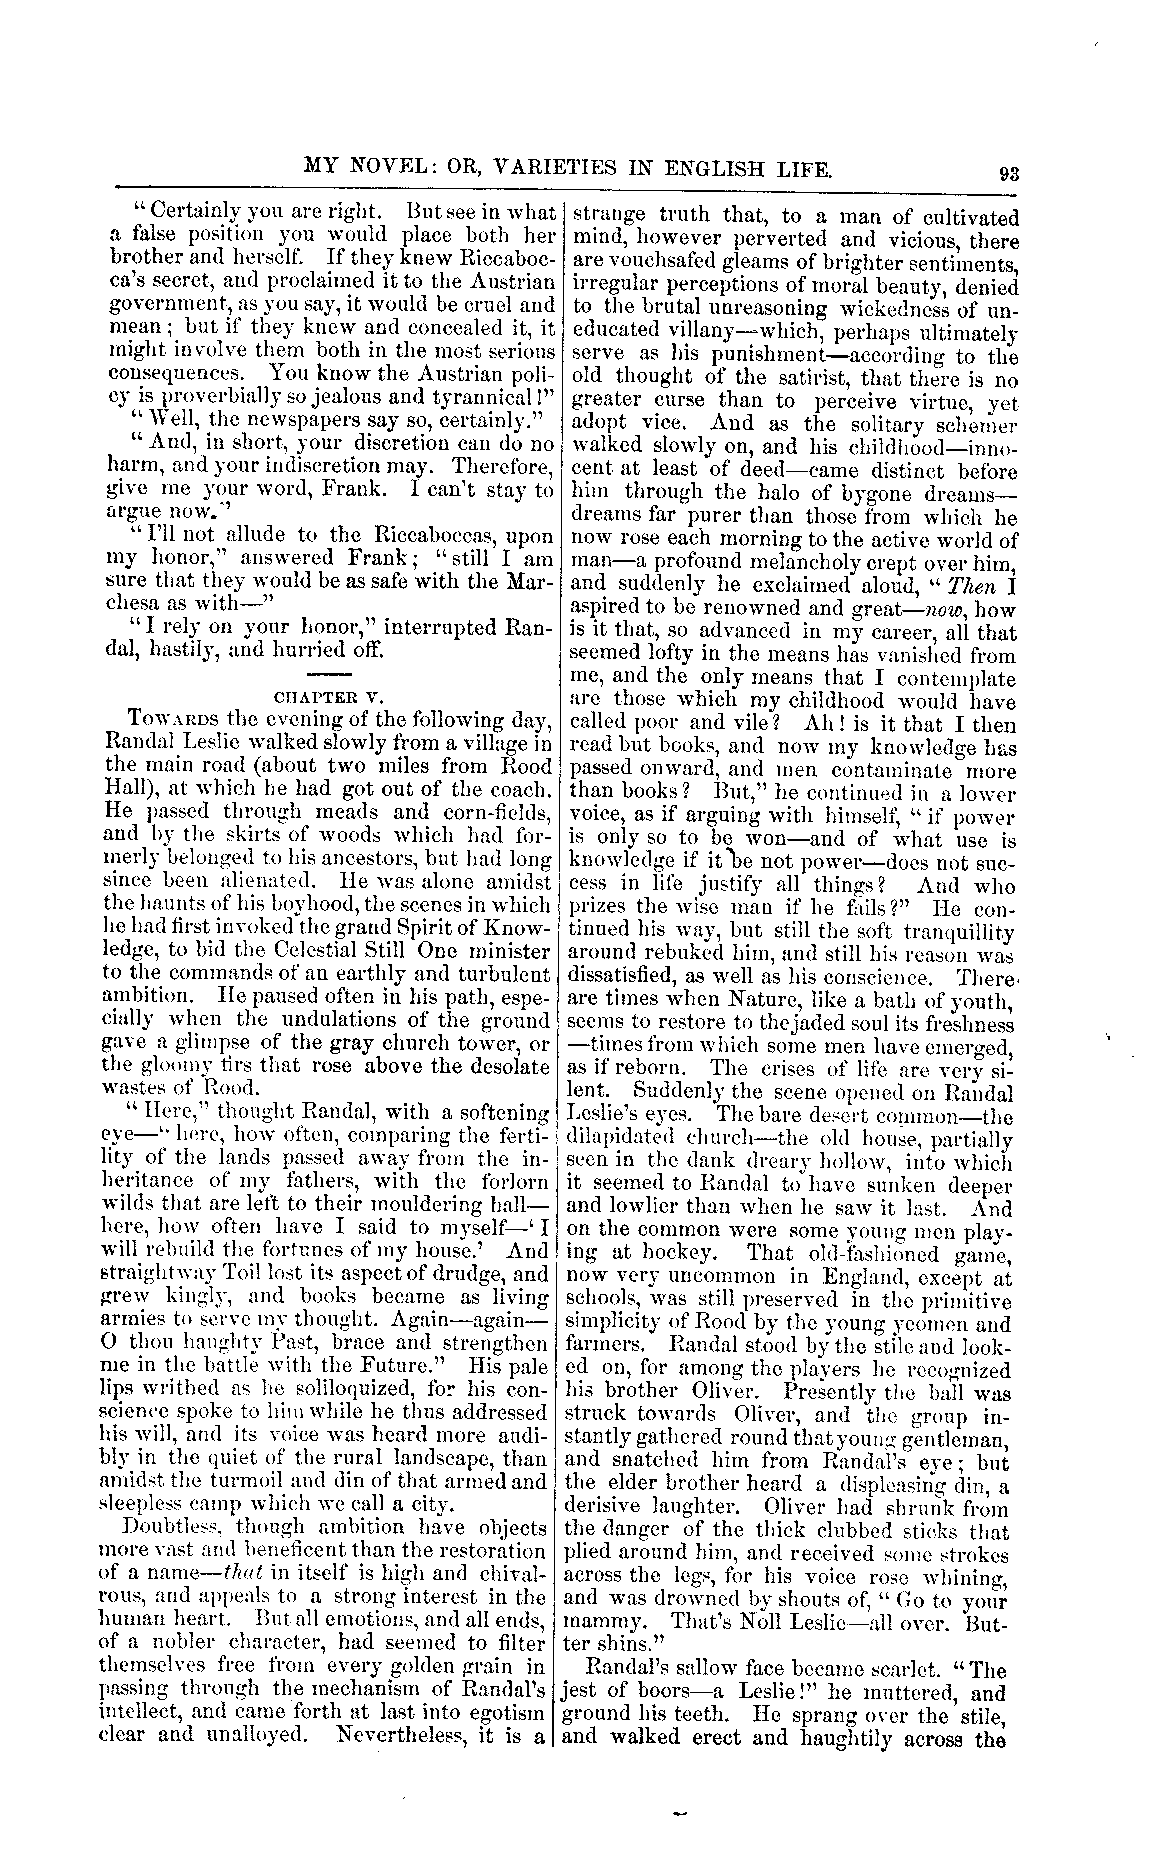 MY NOVEL: OR, VARIETIES IN ENGLISH LIFE.
93
"Certainly you are right. But see in what
a false position you would place both her
brother and herself. If they knew Riccaboc-
ca's secret, and proclaimed it to the Austrian
government, as you say, it would be cruel and
mean; but if they knew and concealed it, it
might involve them both in the most serious
consequences. You know the Austrian poli-
cy is proverbially so jealous and tyrannical!"
"Well, the newspapers say so, certainly."
"And, in short, your discretion can do no
harm, and your indiscretion may. Therefore,
give me your word, Frank. I can't stay to
argue now."
"I'll not allude to the Riccaboccas, upon
my honor," answered Frank; "still I am
sure that they would be as safe with the Mar-
chesa as with—"
"I rely on your honor," interrupted Ran-
dal, hastily, and hurried off.
CHAPTER V.
TOWARDS the evening of the following day,
Randal Leslie walked slowly from a village in
the main road (about two miles from Rood
Hall), at which he had got out of the coach.
He passed through meads and corn-fields,
and by the skirts of woods which had for-
merly belonged to his ancestors, but had long
since been alienated. He was alone amidst
the haunts of his boyhood, the scenes in which
he had first invoked the grand Spirit of Know-
ledge, to bid the Celestial Still One minister
to the commands of an earthly and turbulent
ambition. He paused often in his path, espe-
cially when the undulations of the ground
gave a glimpse of the gray church tower, or
the gloomy firs that rose above the desolate
wastes of Rood.
"Here," thought Randal, with a softening
eye—"here, how often, comparing the ferti-
lity of the lands passed away from the in-
heritance of my fathers, with the forlorn
wilds that are left to their mouldering hall—
here, how often have I said to myself—'I
will rebuild the fortunes of my house.' And
straightway Toil lost its aspect of drudge, and
grew kingly, and books became as living
armies to serve my thought. Again—again—
O thou haughty Past, brace and strengthen
me in the battle with the Future." His pale
lips writhed as he soliloquized, for his con-
science spoke to him while he thus addressed
his will, and its voice was heard more audi-
bly in the quiet of the rural landscape, than
amidst the turmoil and din of that armed and
sleepless camp which we call a city.
Doubtless, though ambition have objects
more vast and beneficent than the restoration
of a name—that in itself is high and chival-
rous, and appeals to a strong interest in the
human heart. But all emotions, and all ends,
of a nobler character, had seemed to filter
themselves free from every golden grain in
passing through the mechanism of Randal's
intellect, and came forth at last into egotism
clear and unalloyed. Nevertheless, it is a
strange truth that, to a man of cultivated
mind, however perverted and vicious, there
are vouchsafed gleams of brighter sentiments,
irregular perceptions of moral beauty, denied
to the brutal unreasoning wickedness of un-
educated villany—which, perhaps ultimately
serve as his punishment—according to the
old thought of the satirist, that there is no
greater curse than to perceive virtue, yet
adopt vice. And as the solitary schemer
walked slowly on, and his childhood—inno-
cent at least of deed—came distinct before
him through the halo of bygone dreams—
dreams far purer than those from which he
now rose each morning to the active world of
man—a profound melancholy crept over him,
and suddenly he exclaimed aloud, "Then I
aspired to be renowned and great—now, how
is it that, so advanced in my career, all that
seemed lofty in the means has vanished from
me, and the only means that I contemplate
are those which my childhood would have
called poor and vile? Ah! is it that I then
read but books, and now my knowledge has
passed onward, and men contaminate more
than books? But," he continued in a lower
voice, as if arguing with himself, "if power
is only so to be won—and of what use is
knowledge if it be not power—does not suc-
cess in life justify all things? And who
prizes the wise man if he fails?" He con-
tinued his way, but still the soft tranquillity
around rebuked him, and still his reason was
dissatisfied, as well as his conscience. There
are times when Nature, like a bath of youth,
seems to restore to the jaded soul its freshness
—times from which some men have emerged,
as if reborn. The crises of life are very si-
lent. Suddenly the scene opened on Randal
Leslie's eyes. The bare desert common—the
dilapidated church—the old house, partially
seen in the dank dreary hollow, into which
it seemed to Randal to have sunken deeper
and lowlier than when he saw it last. And
on the common were some young men play-
ing at hockey. That old-fashioned game,
now very uncommon in England, except at
schools, was still preserved in the primitive
simplicity of Rood by the young yeomen and
farmers. Randal stood by the stile and look-
ed on, for among the players he recognized
his brother Oliver. Presently the ball was
struck towards Oliver, and the group in-
stantly gathered round that young gentleman,
and snatched him from Randal's eye; but
the elder brother heard a displeasing din, a
derisive laughter. Oliver had shrunk from
the danger of the thick clubbed sticks that
plied around him, and received some strokes
across the legs, for his voice rose whining,
and was drowned by shouts of, "Go to your
mammy. That's Noll Leslie—all over. But-
ter shins."
Randal's sallow face became scarlet. "The
jest of boors—a Leslie!" he muttered, and
ground his teeth. He sprang over the stile,
and walked erect and haughtily across the